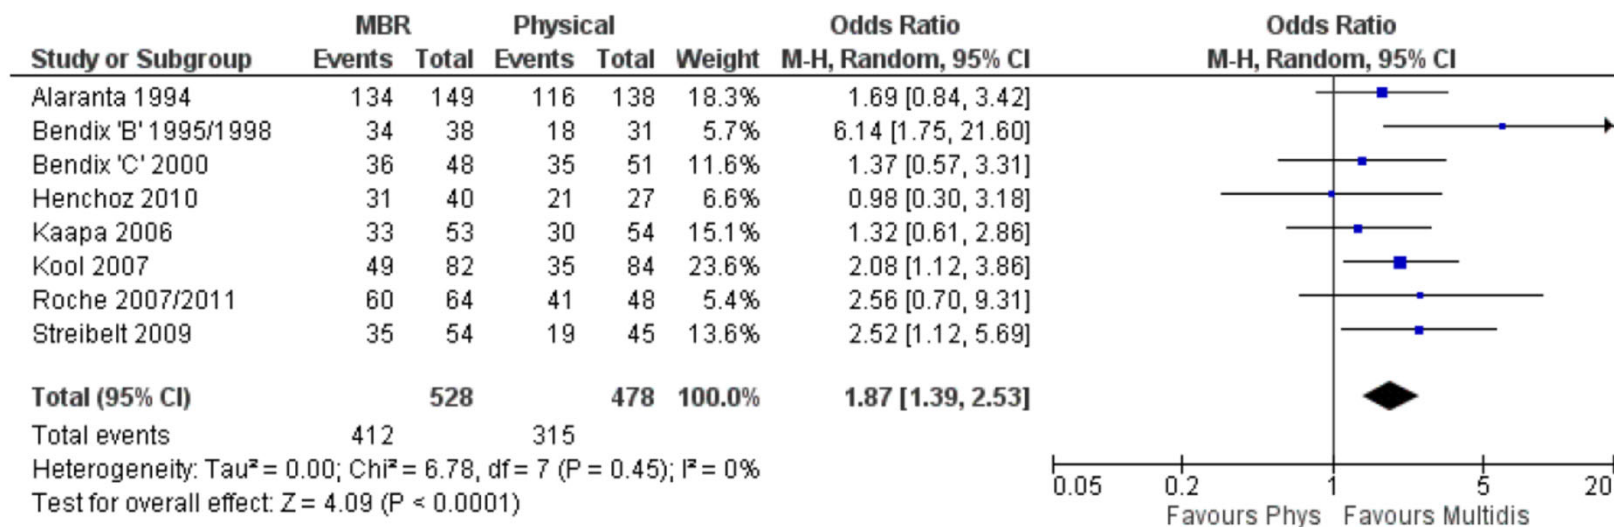 MBR Physical Odds Ratio Odds Ratio
Study or Subgroup Events Total Events Total Weight M-H, Random, 95% CI M-H, Random, 95% CI
Alaranta 1994 134 149 116 138 18.3% 1.69 [0.84, 3.42]
Bendix 'B' 1995/1998 34 38 18 31 5.7% 6.14 [1.75, 21.60]
Bendix 'C' 2000 36 48 35 51 11.6% 1.37 [0.57, 3.31]
Henchoz 2010 31 40 21 27 6.6% 0.98 [0.30, 3.18]
Kaapa 2006 33 53 30 54 15.1% 1.32 [0.61, 2.86]
Kool 2007 49 82 35 84 23.6% 2.08 [1.12, 3.86]
Roche 2007/2011 60 64 41 48 5.4% 2.56 [0.70, 9.31]
Streibelt 2009 35 54 19 45 13.6% 2.52 [1.12, 5.69]
Total (95% CI) 528 478 100.0% 1.87 [1.39, 2.53]
Total events 412 315
Heterogeneity: Tau² = 0.00; Chi² = 6.78, df = 7 (P = 0.45); I² = 0%
Test for overall effect: Z = 4.09 (P < 0.0001)
0.05 0.2 1 5 20
Favours Phys Favours Multidis